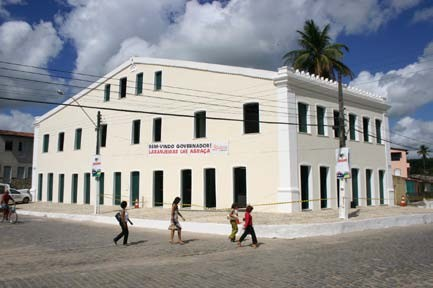 BEM-VINDO GOVERNADOR!
LARANJEIRAS LHE ABRAÇA